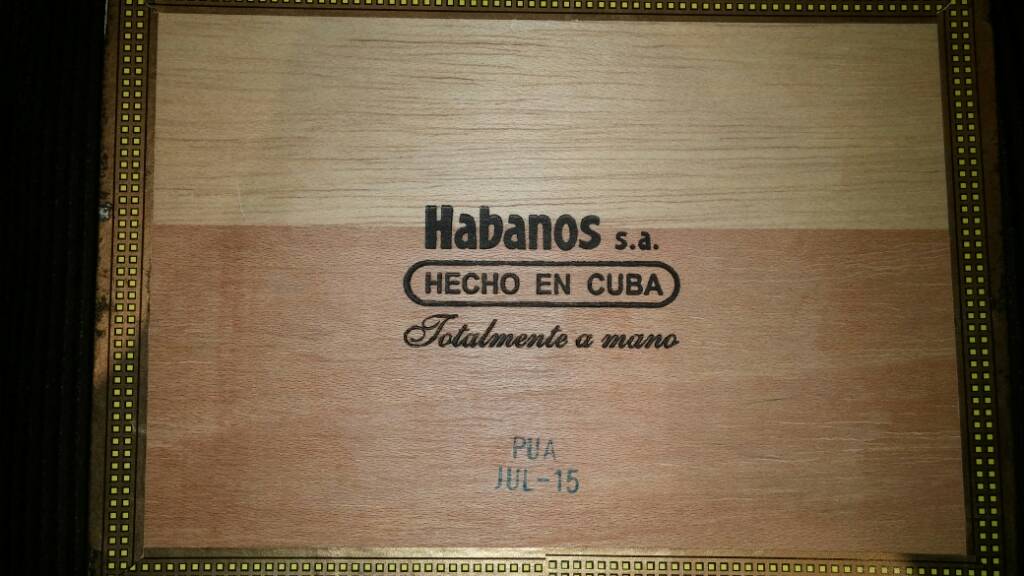 Habanos s.a.
HECHO EN CUBA
Totalmente a mano
PUA
JUL-15